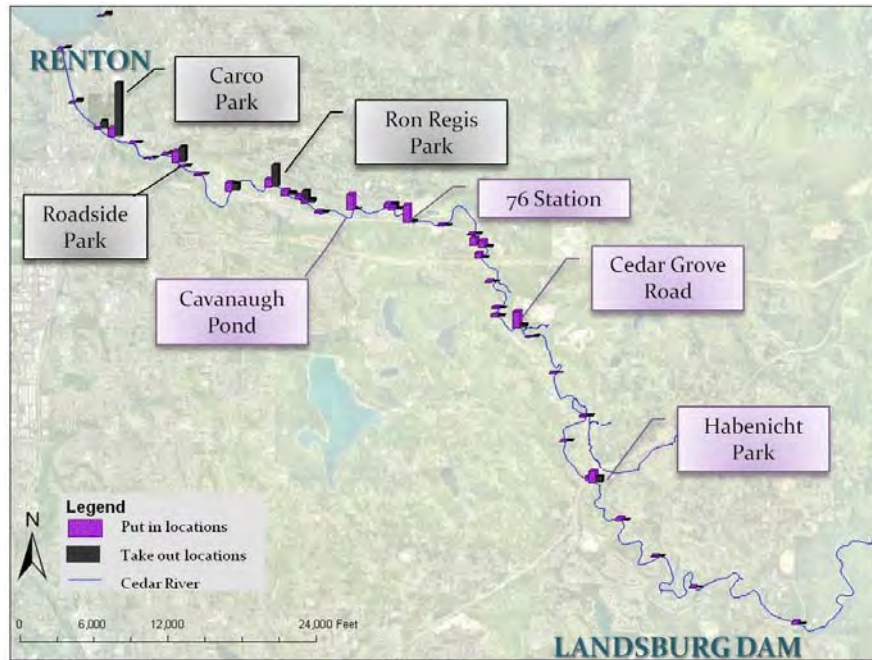 RENTON
Carco
Park
Ron Regis
Park
Roadside
Park
76 Station
Cavanaugh
Pond
Cedar Grove
Road
Habenicht
Park
Legend
Put in locations
Take out locations
Cedar River
N
0 6,000 12,000 24,000 Feet
LANDSBURG DAM